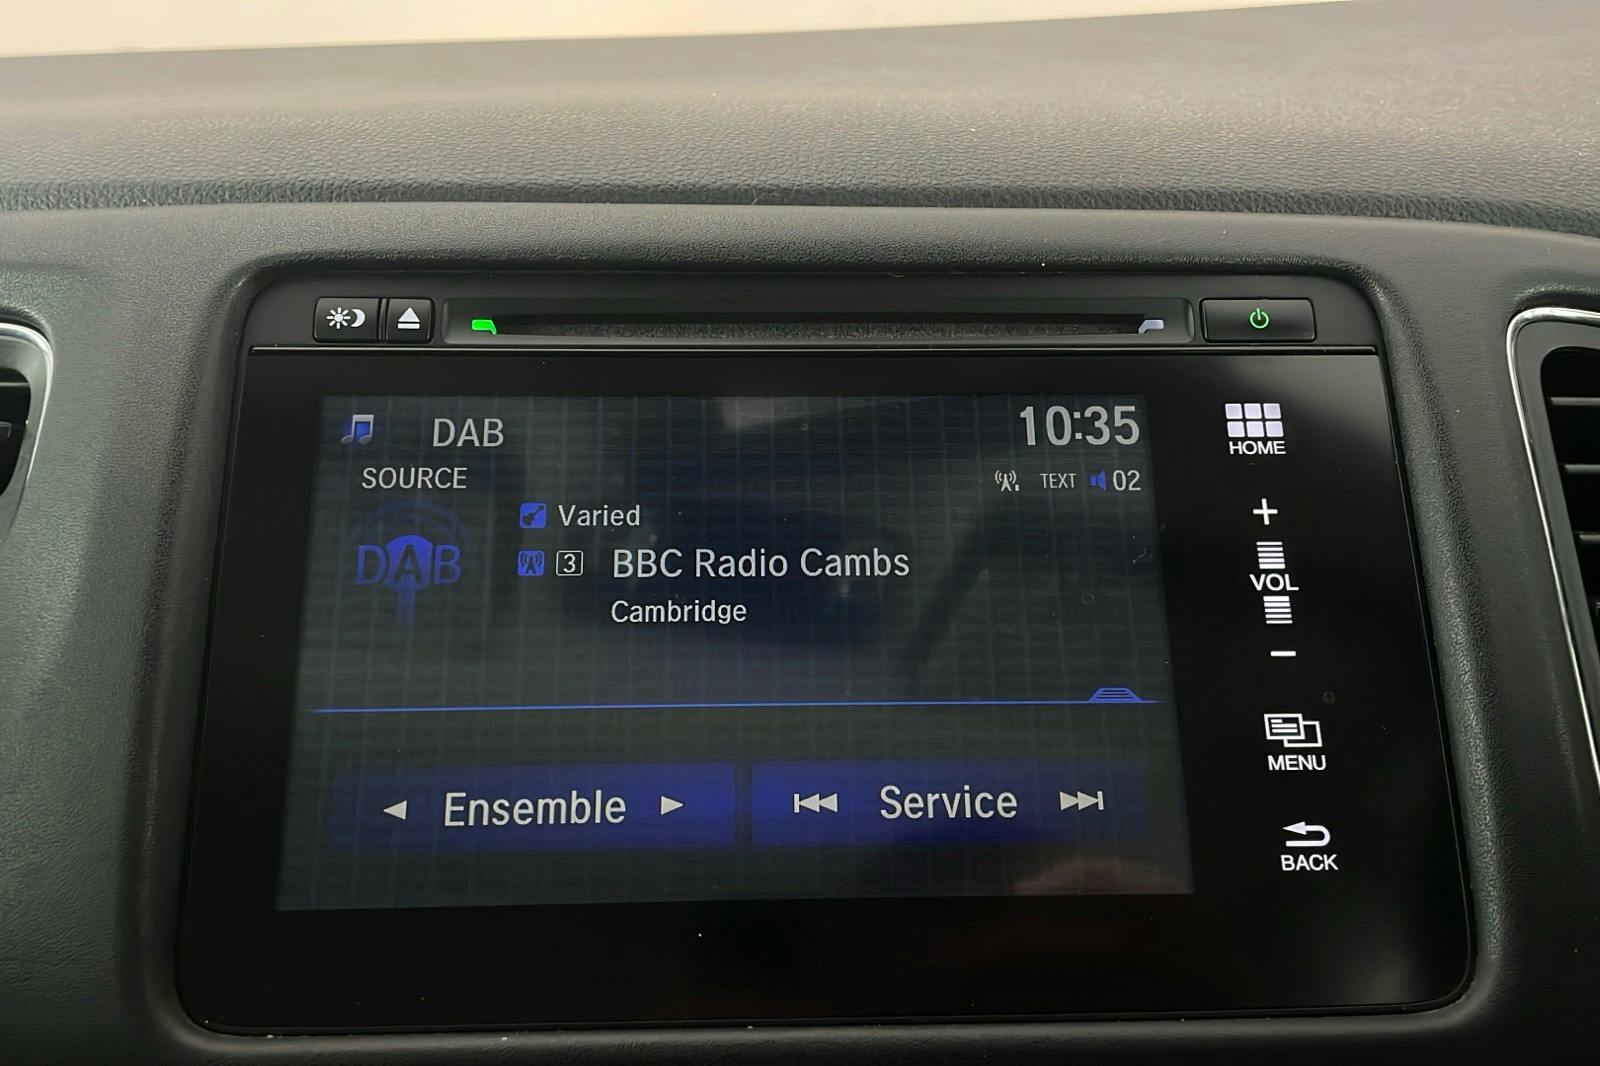 DAB
10:35
SOURCE
TEXT 02
Varied
DAB
3 BBC Radio Cambs
Cambridge
Ensemble
Service
HOME
+
VOL
−
MENU
BACK